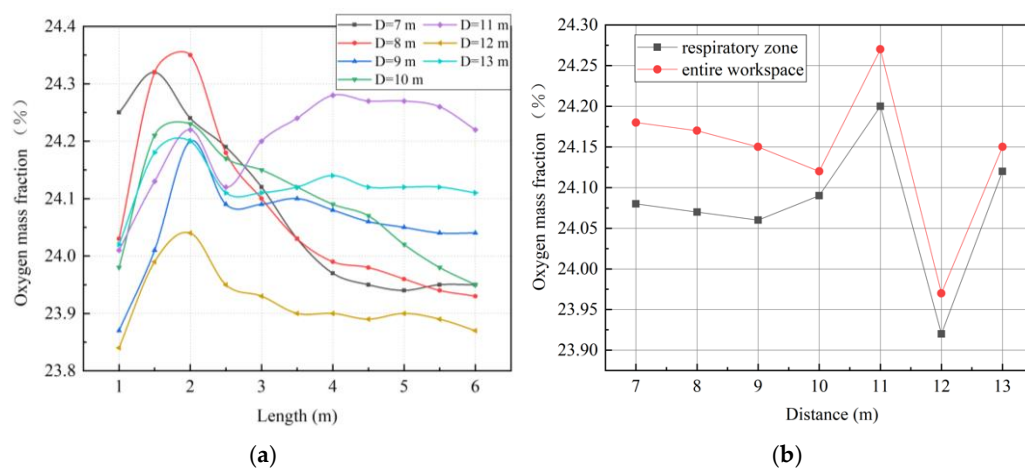 24.4
24.3
24.2
24.1
24.0
23.9
23.8
Oxygen mass fraction（%）
D=7 m
D=8 m
D=9 m
D=10 m
D=11 m
D=12 m
D=13 m
1 2 3 4 5 6
Length (m)
(a)
24.30
24.25
24.20
24.15
24.10
24.05
24.00
23.95
23.90
Oxygen mass fraction（%）
respiratory zone
entire workspace
7 8 9 10 11 12 13
Distance (m)
(b)